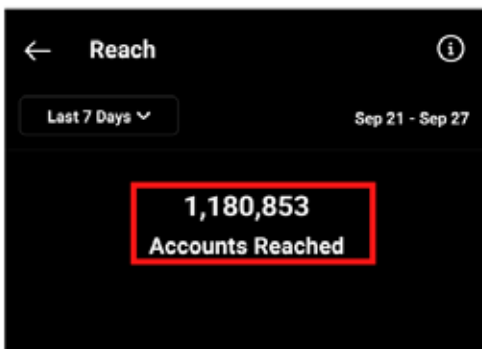 Reach
Last 7 Days
Sep 21 - Sep 27
1,180,853
Accounts Reached